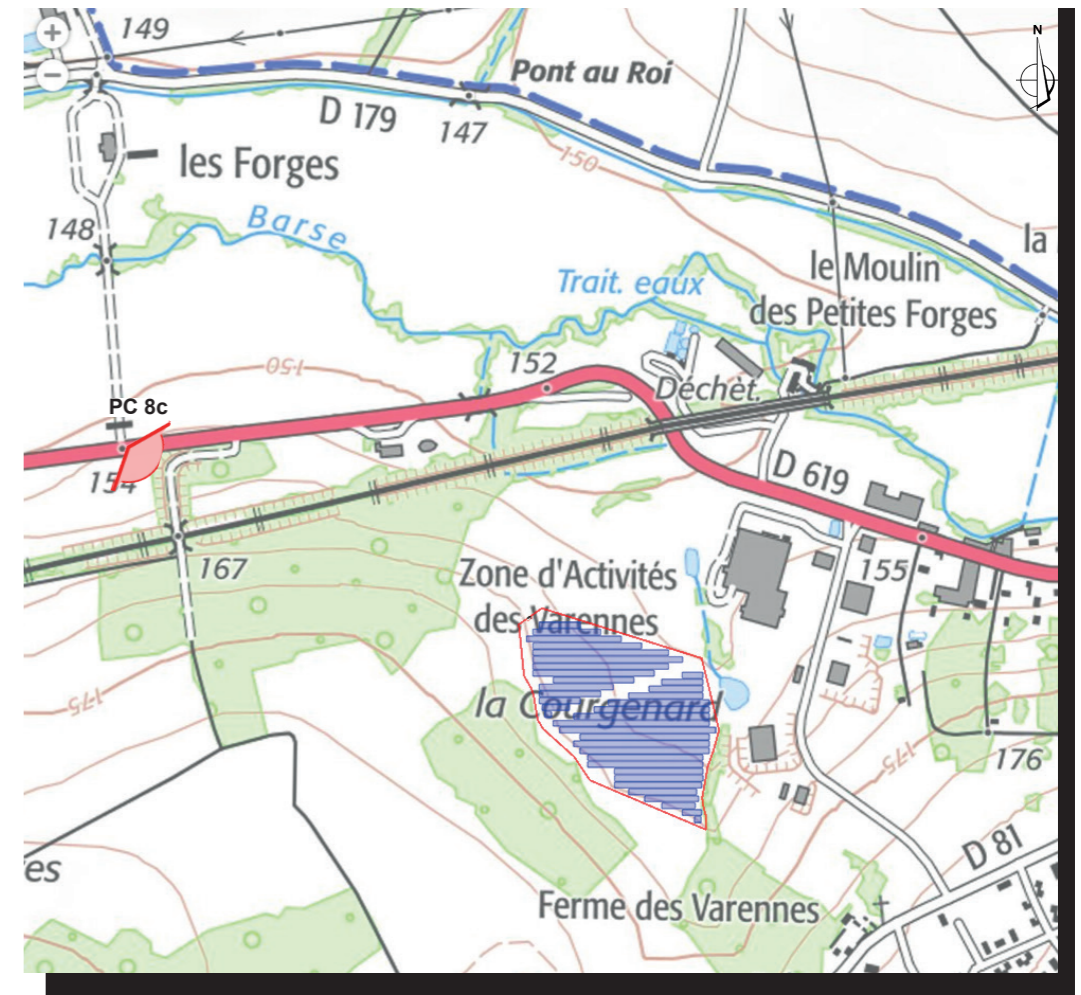 149
N
Pont au Roi
D 179
147
les Forges
150
148
Barse
la
Trait. eaux
le Moulin
des Petites Forges
150
152
Déchèt.
PC 8c
154
D 619
167
Zone d'Activités
des Varennes
155
175
la Courgenard
175
176
D 81
es
Ferme des Varennes